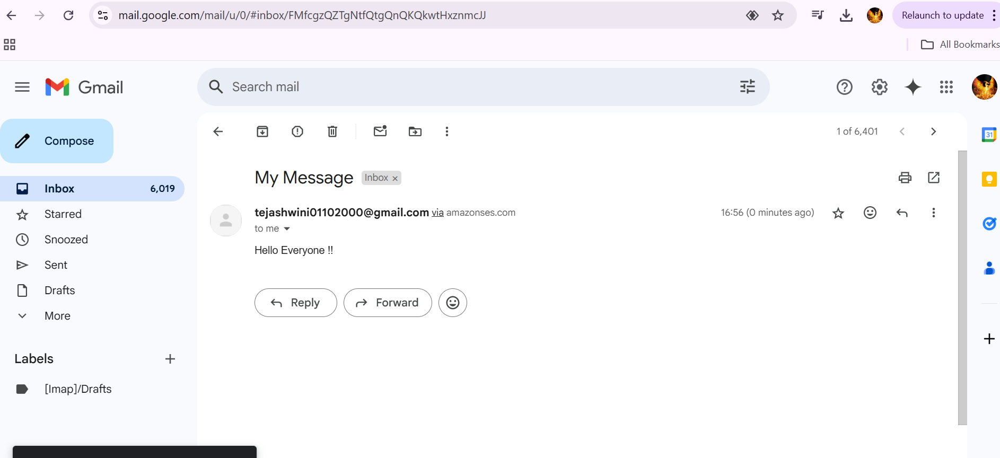 mail.google.com/mail/u/0/#inbox/FMfcgzQZTgNtfQtgQnQKQkwtHxznmcJJ
Relaunch to update
All Bookmarks
Gmail
Search mail
Compose
1 of 6,401
31
My Message Inbox ×
Inbox 6,019
tejashwini01102000@gmail.com via amazonses.com 16:56 (0 minutes ago)
Starred
to me
Snoozed
Hello Everyone !!
Sent
Drafts
Reply Forward
More
Labels
[Imap]/Drafts